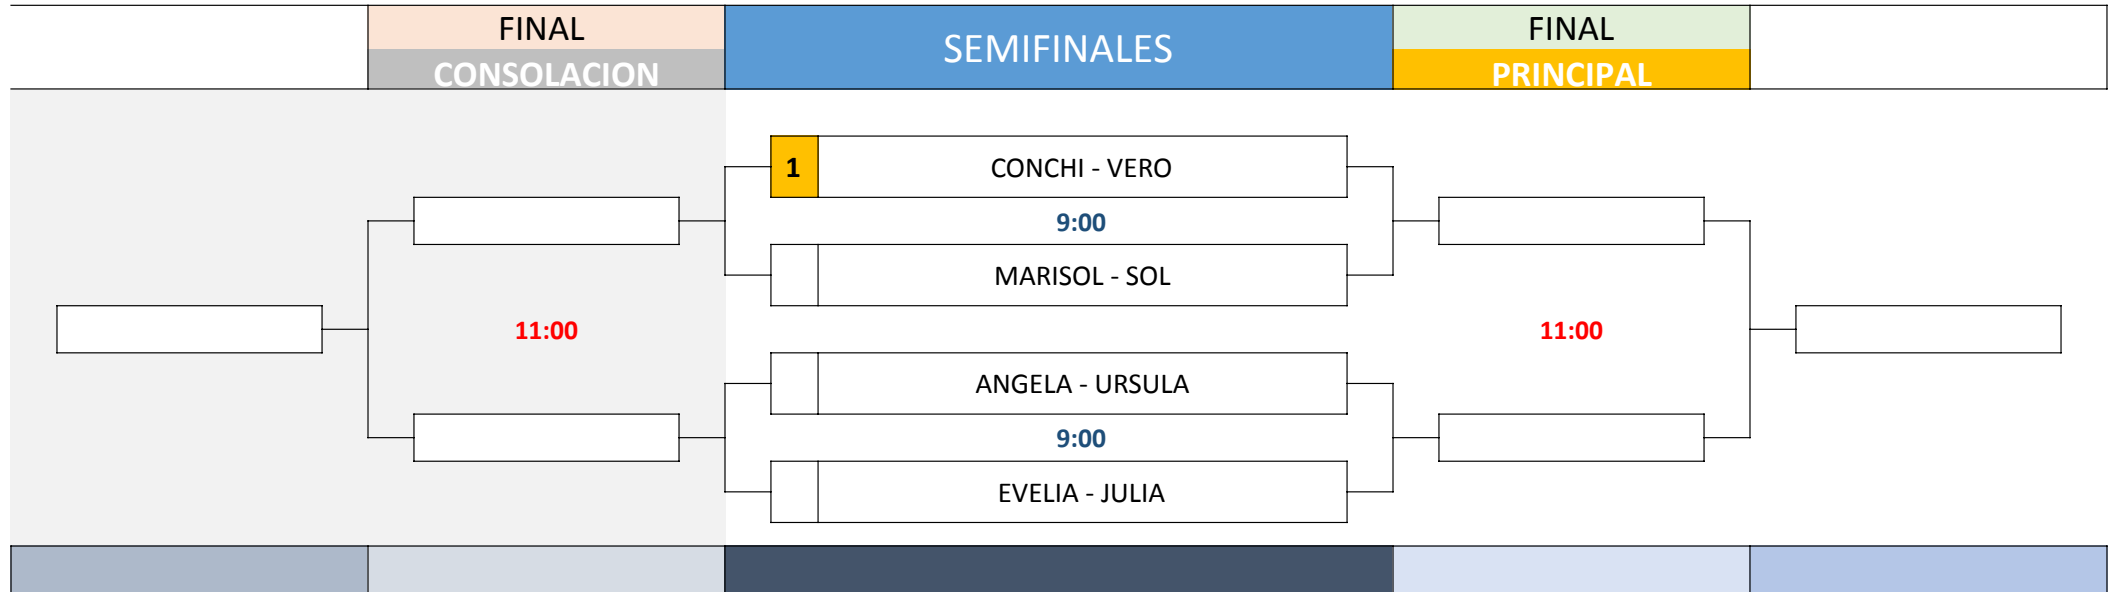 FINAL
CONSOLACION
SEMIFINALES
FINAL
PRINCIPAL
1 CONCHI - VERO
9:00
MARISOL - SOL
11:00
11:00
ANGELA - URSULA
9:00
EVELIA - JULIA